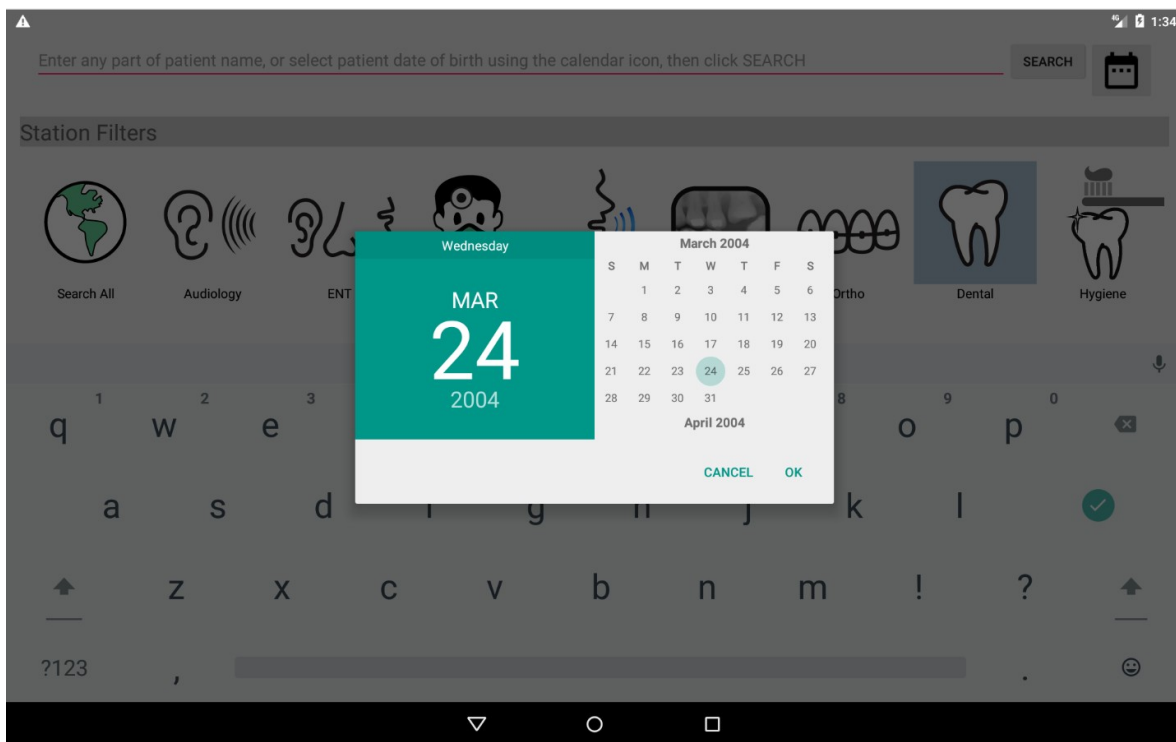 4G 1:34
Enter any part of patient name, or select patient date of birth using the calendar icon, then click SEARCH
SEARCH
Station Filters
Search All Audiology ENT Ortho Dental Hygiene
Wednesday
MAR
24
2004
March 2004
S M T W T F S
1 2 3 4 5 6
7 8 9 10 11 12 13
14 15 16 17 18 19 20
21 22 23 24 25 26 27
28 29 30 31
April 2004
CANCEL OK
1 2 3 8 9 0
q w e o p
a s d g j k l
z x c v b n m ! ?
?123 , .